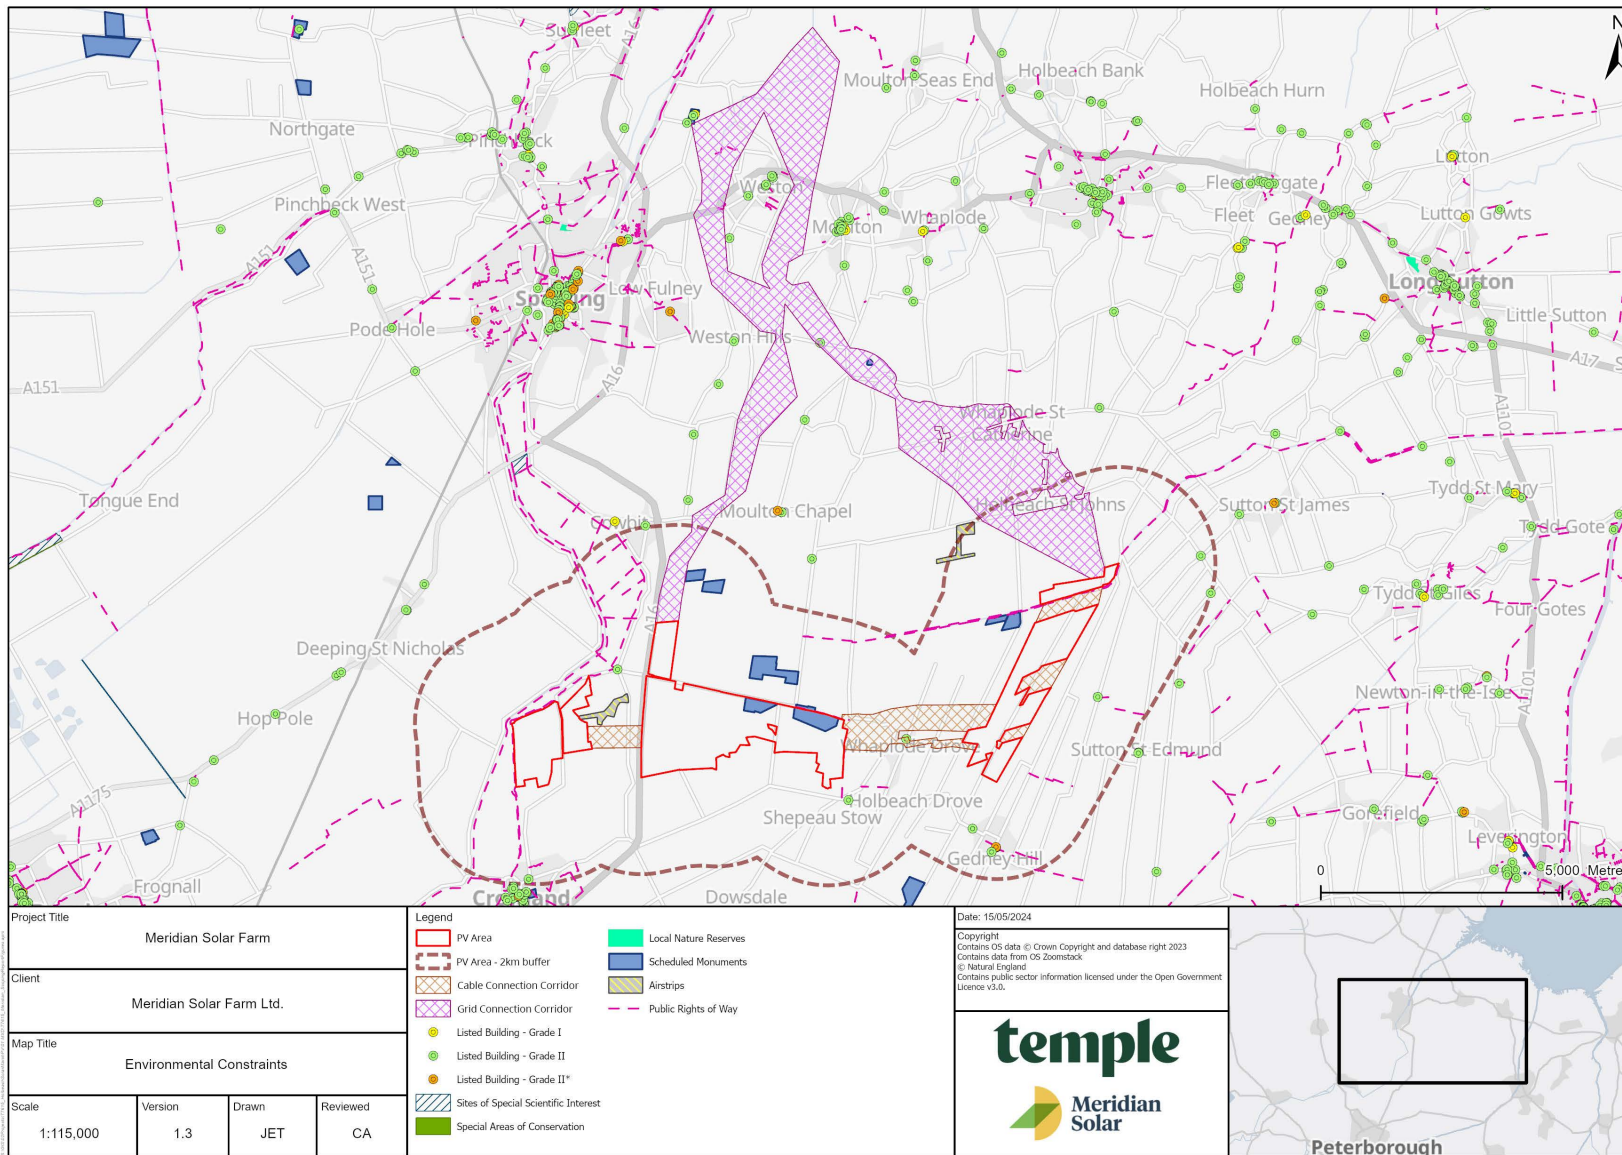 N
Surfleet
A16
Moulton Seas End
Holbeach Bank
Holbeach Hurn
Northgate
Pinchbeck
Lutton
Weston
Fleet Hargate
Pinchbeck West
Moulton
Whaplode
Fleet
Gedney
Lutton Gowts
A151
A151
Spalding
Low Fulney
Long Sutton
Little Sutton
Pode Hole
Weston Hills
A17
A151
A16
Whaplode St
Catherine
A1101
Tongue End
Cowbit
Moulton Chapel
Holbeach St Johns
Sutton St James
Tydd St Mary
Tydd Gote
A16
Tydd St Giles
Four Gotes
Deeping St Nicholas
Newton-in-the-Isle
A1101
Hop Pole
Whaplode Drove
Sutton St Edmund
A1175
Holbeach Drove
Shepeau Stow
Gorefield
Leverington
Gedney Hill
0
5,000 Metre
Frognall
Crowland
Dowsdale
Project Title
Meridian Solar Farm
Client
Meridian Solar Farm Ltd.
Map Title
Environmental Constraints
Scale
1:115,000
Version
1.3
Drawn
JET
Reviewed
CA
Legend
PV Area
PV Area - 2km buffer
Cable Connection Corridor
Grid Connection Corridor
Listed Building - Grade I
Listed Building - Grade II
Listed Building - Grade II*
Sites of Special Scientific Interest
Special Areas of Conservation
Local Nature Reserves
Scheduled Monuments
Airstrips
Public Rights of Way
Date: 15/05/2024
Copyright
Contains OS data © Crown Copyright and database right 2023
Contains data from OS Zoomstack
© Natural England
Contains public sector information licensed under the Open Government
Licence v3.0.
temple
Meridian
Solar
Peterborough